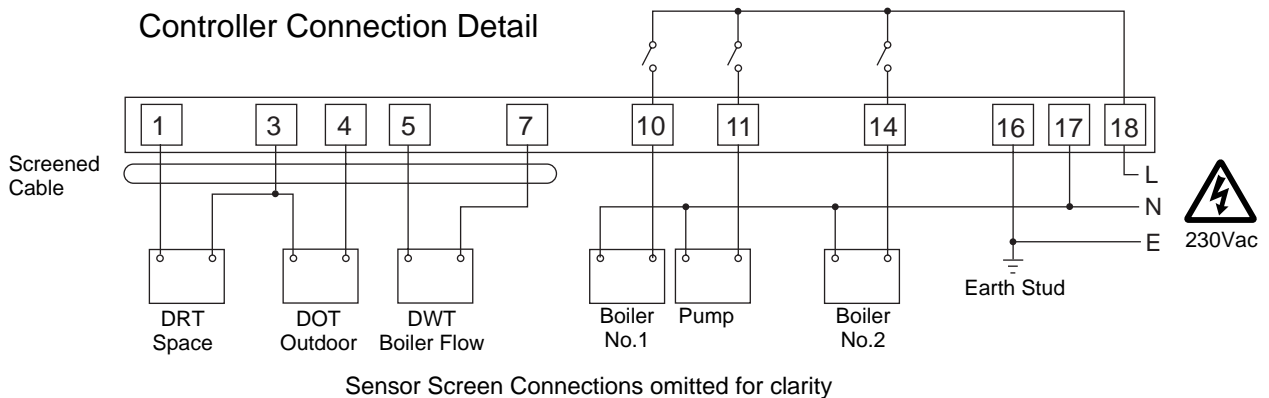 Controller Connection Detail
1 3 4 5 7 10 11 14 16 17 18
Screened
Cable
L
N
E
230Vac
Earth Stud
DRT
Space
DOT
Outdoor
DWT
Boiler Flow
Boiler
No.1
Pump
Boiler
No.2
Sensor Screen Connections omitted for clarity